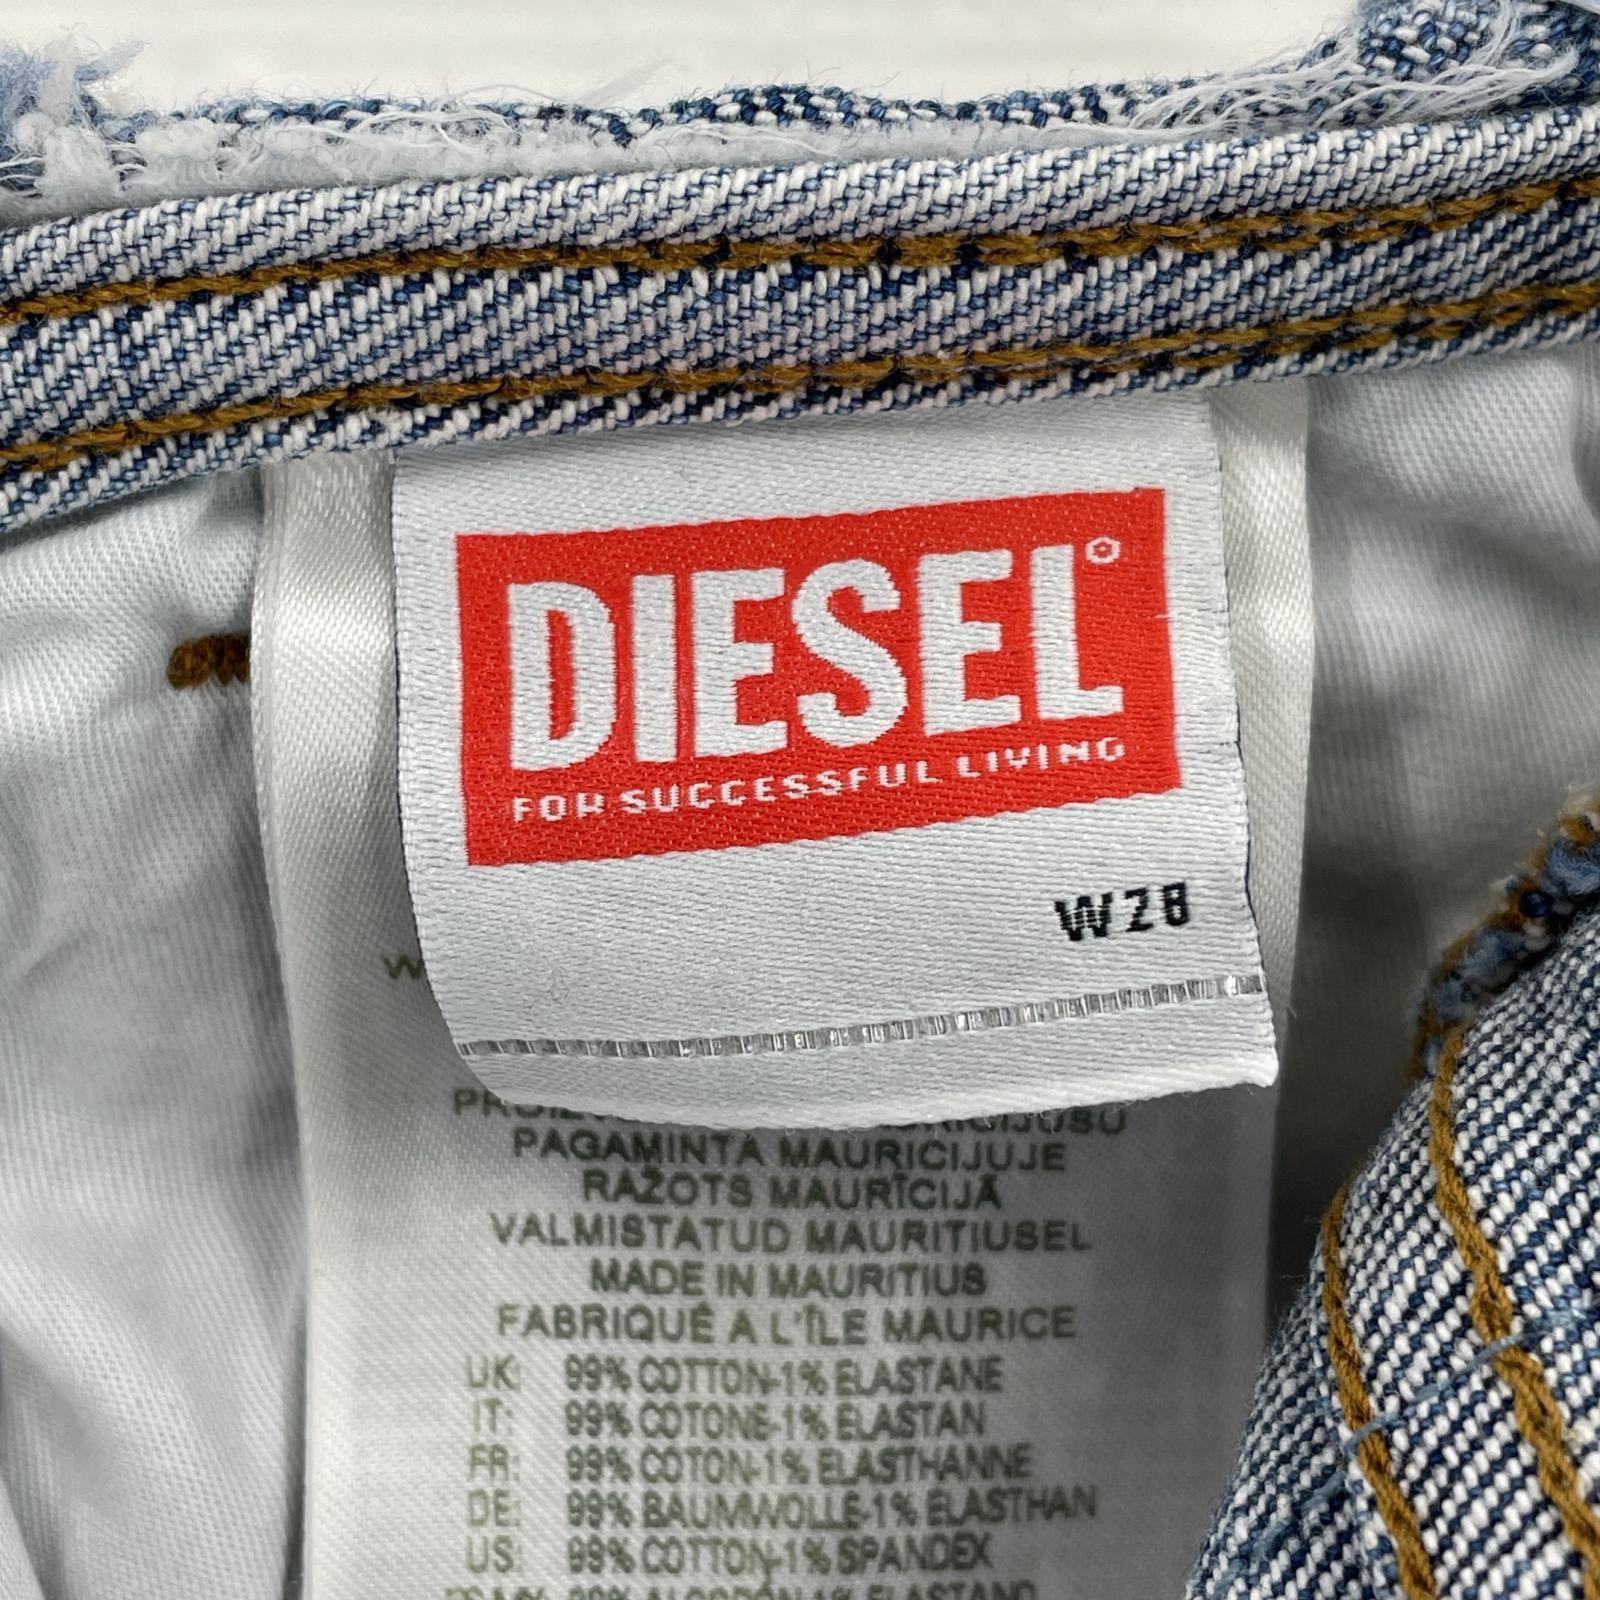 DIESEL®
FOR SUCCESSFUL LIVING
W28
PAGAMINTA MAURICIJUJE
RAŽOTS MAURĪCIJĀ
VALMISTATUD MAURITIUSEL
MADE IN MAURITIUS
FABRIQUÉ A L'ÎLE MAURICE
UK: 99% COTTON-1% ELASTANE
IT: 99% COTONE-1% ELASTAN
FR: 99% COTON-1% ELASTHANNE
DE: 99% BAUMWOLLE-1% ELASTHAN
US: 99% COTTON-1% SPANDEX